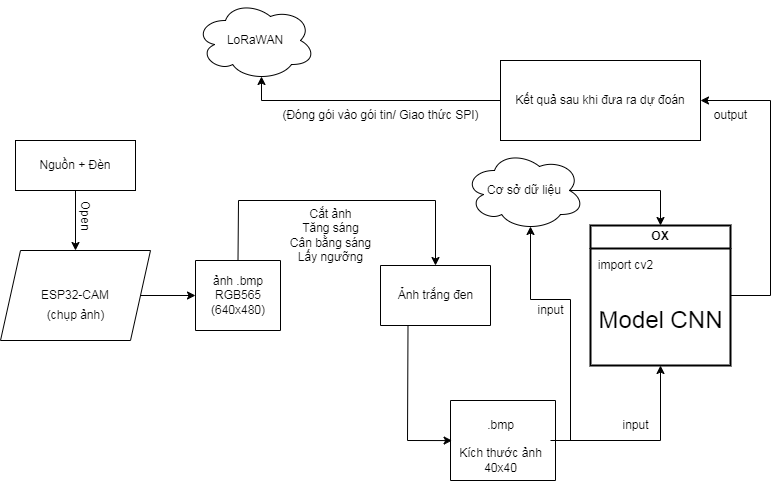 LoRaWAN
Kết quả sau khi đưa ra dự đoán
(Đóng gói vào gói tin/ Giao thức SPI)
output
Nguồn + Đèn
Open
Cơ sở dữ liệu
Cắt ảnh
Tăng sáng
Cân bằng sáng
Lấy ngưỡng
OX
import cv2
Model CNN
ESP32-CAM
(chụp ảnh)
ảnh .bmp
RGB565
(640x480)
Ảnh trắng đen
input
.bmp
Kích thước ảnh
40x40
input